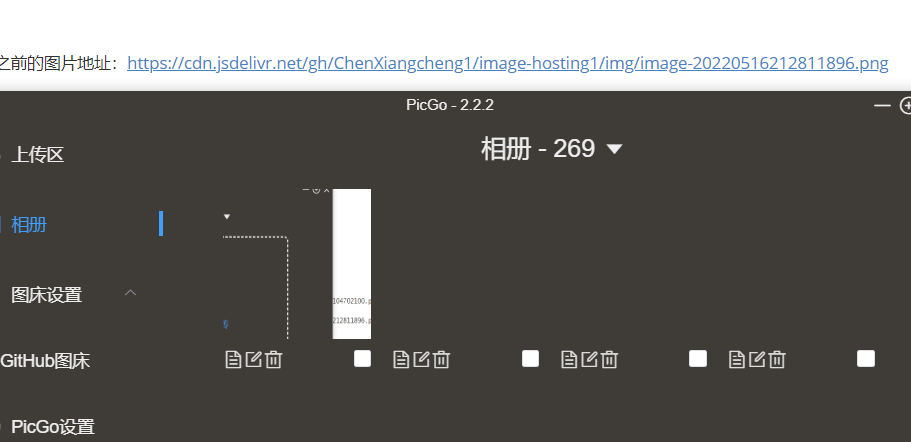 之前的图片地址：https://cdn.jsdelivr.net/gh/ChenXiangcheng1/image-hosting1/img/image-20220516212811896.png
PicGo - 2.2.2
相册 - 269
上传区
相册
图床设置
104702100.p
212811896.p
GitHub图床
PicGo设置